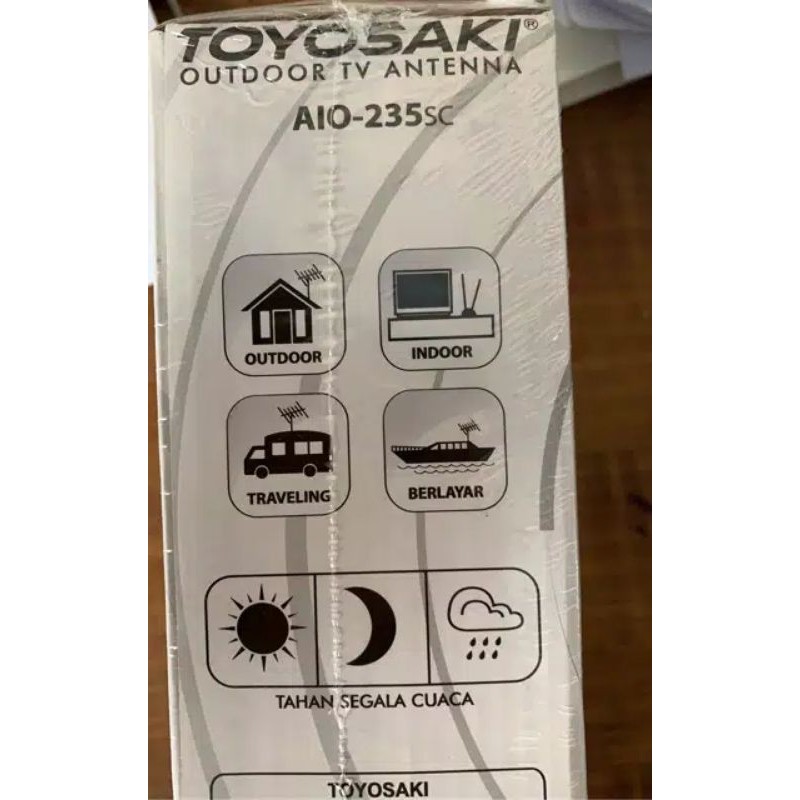 TOYOSAKI®
OUTDOOR TV ANTENNA
AIO-235SC
OUTDOOR
INDOOR
TRAVELING
BERLAYAR
TAHAN SEGALA CUACA
TOYOSAKI